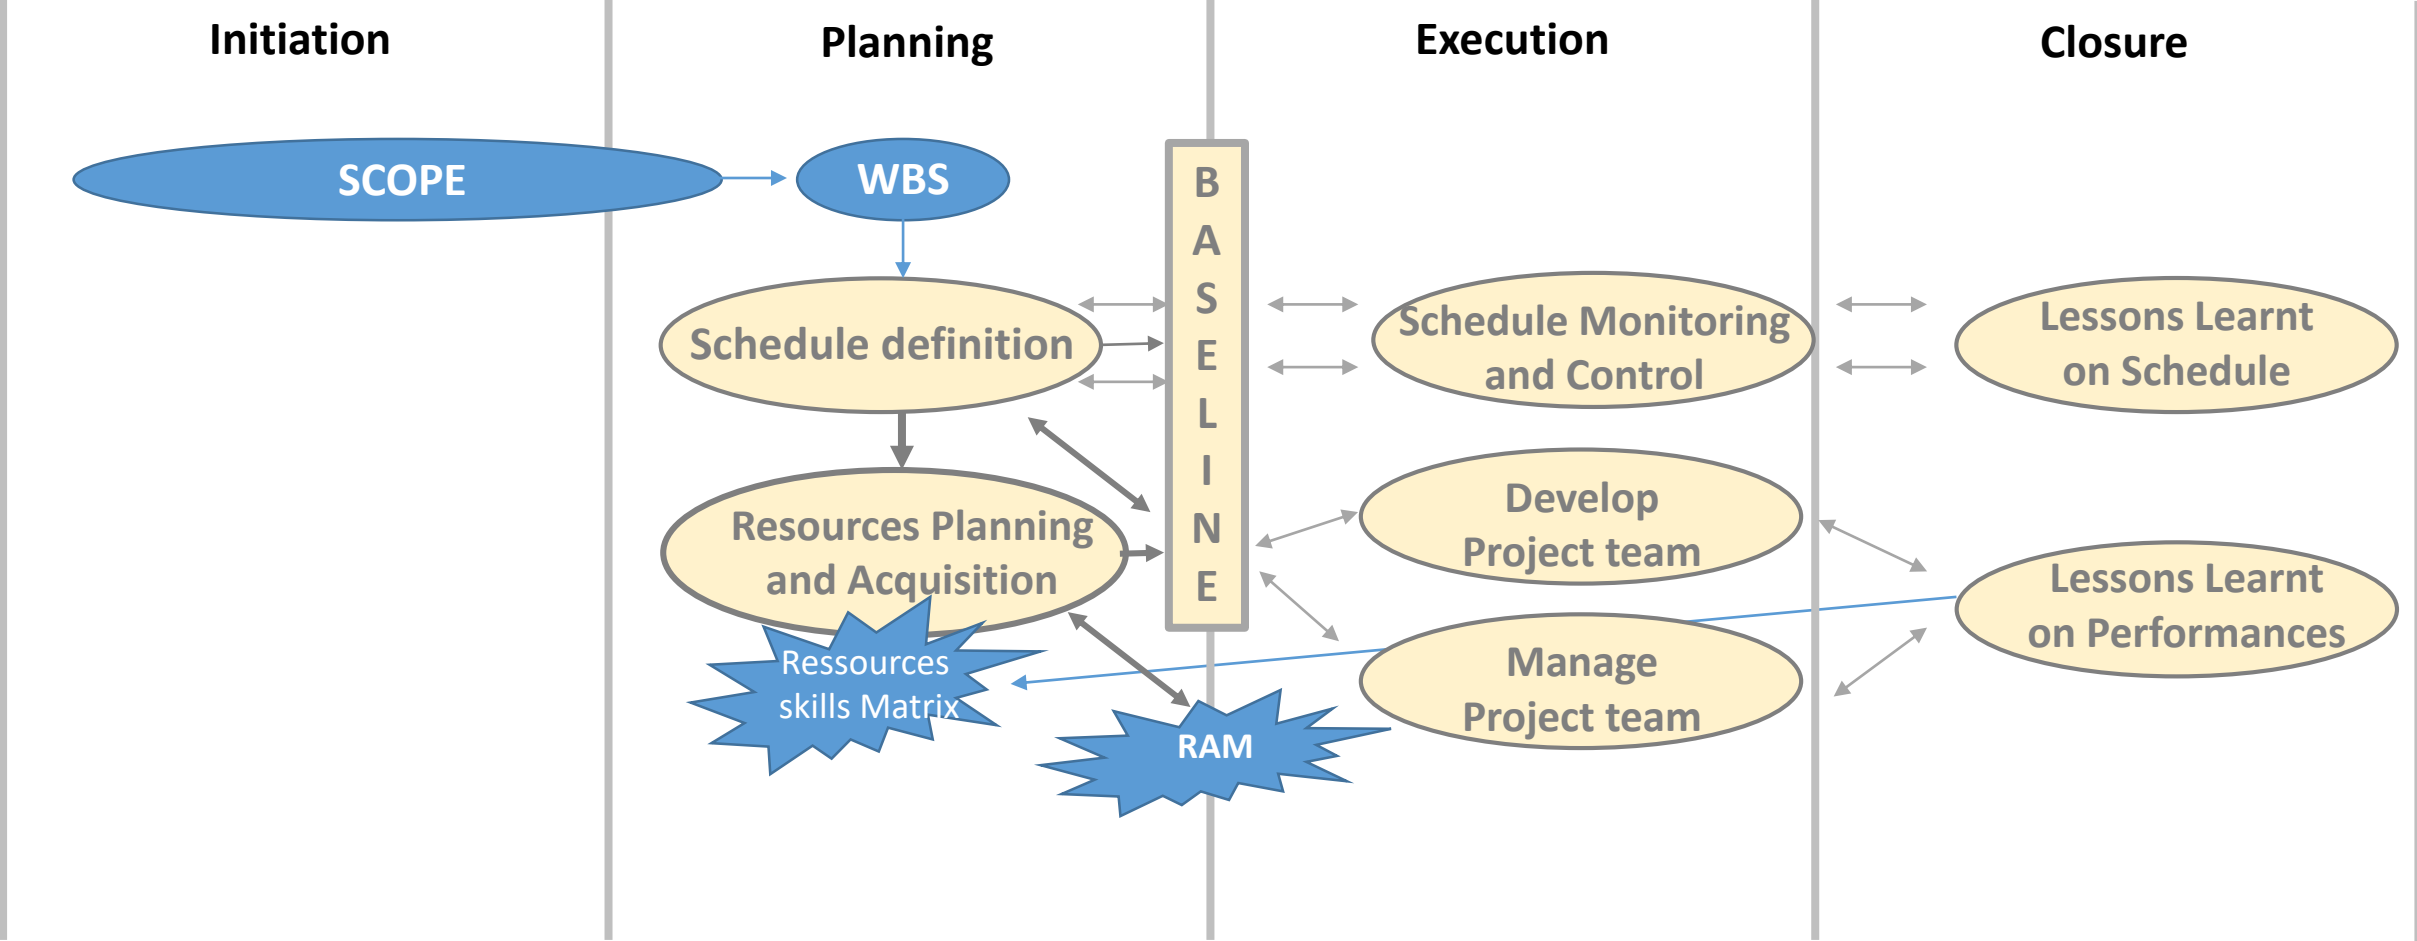 Initiation
Planning
Execution
Closure
SCOPE
WBS
B
A
S
E
L
I
N
E
Schedule definition
Schedule Monitoring
and Control
Lessons Learnt
on Schedule
Resources Planning
and Acquisition
Develop
Project team
Lessons Learnt
on Performances
Ressources
skills Matrix
Manage
Project team
RAM